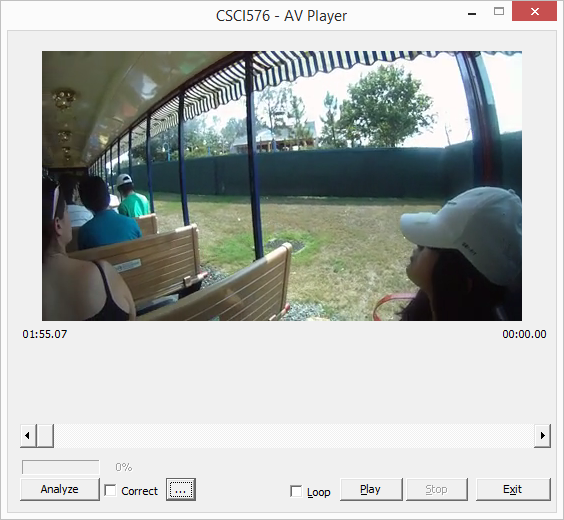 CSCI576 - AV Player
01:55.07 00:00.00
0%
Analyze Correct ... Loop Play Stop Exit